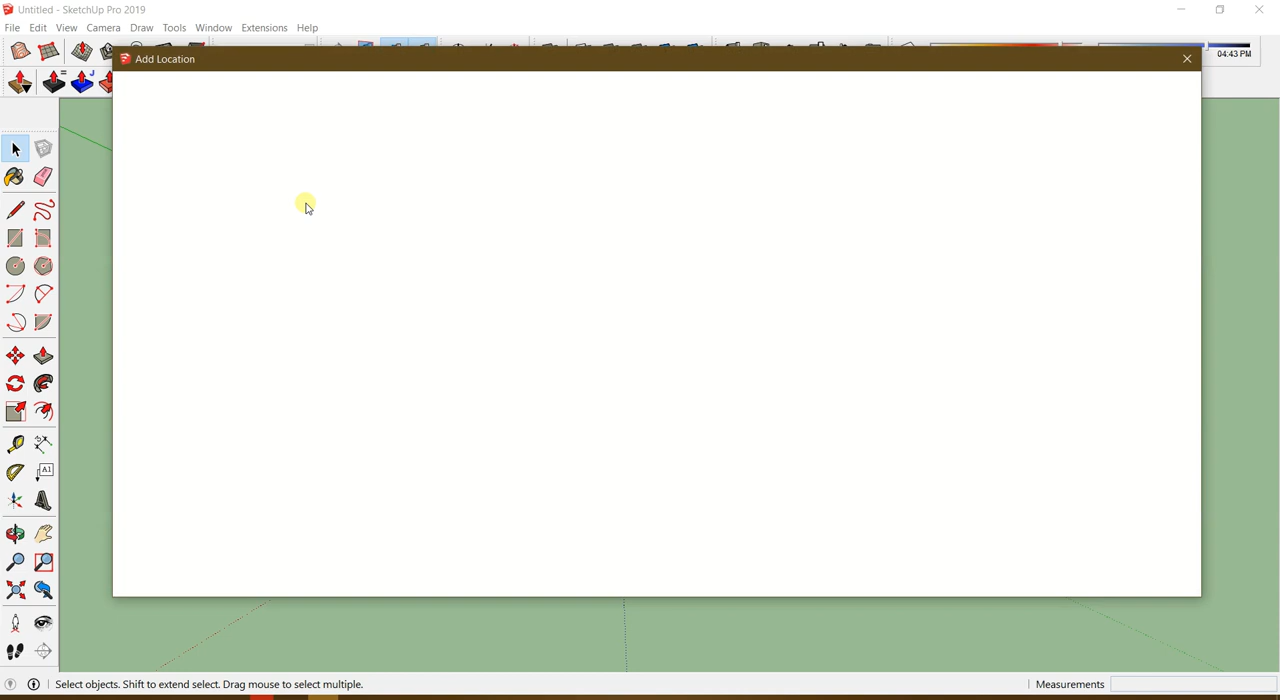 Untitled - SketchUp Pro 2019
File Edit View Camera Draw Tools Window Extensions Help
Add Location
04:43 PM
A1
Select objects. Shift to extend select. Drag mouse to select multiple.
Measurements